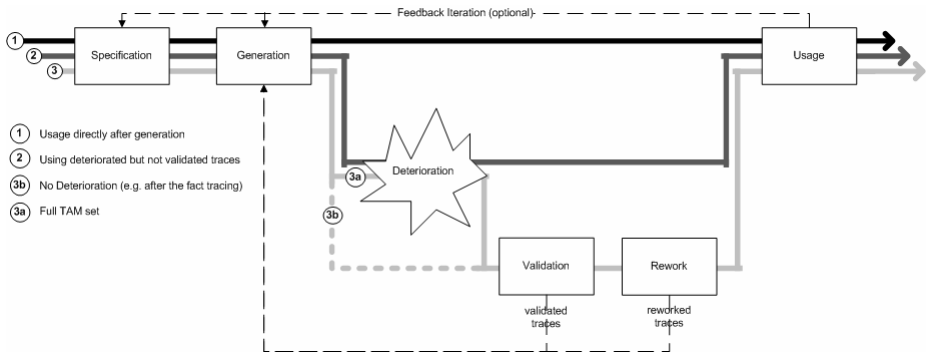 Feedback Iteration (optional)
1
2
3
Specification
Generation
Usage
1 Usage directly after generation
2 Using deteriorated but not validated traces
3b No Deterioration (e.g. after the fact tracing)
3a Full TAM set
Deterioration
3a
3b
Validation
Rework
validated
traces
reworked
traces